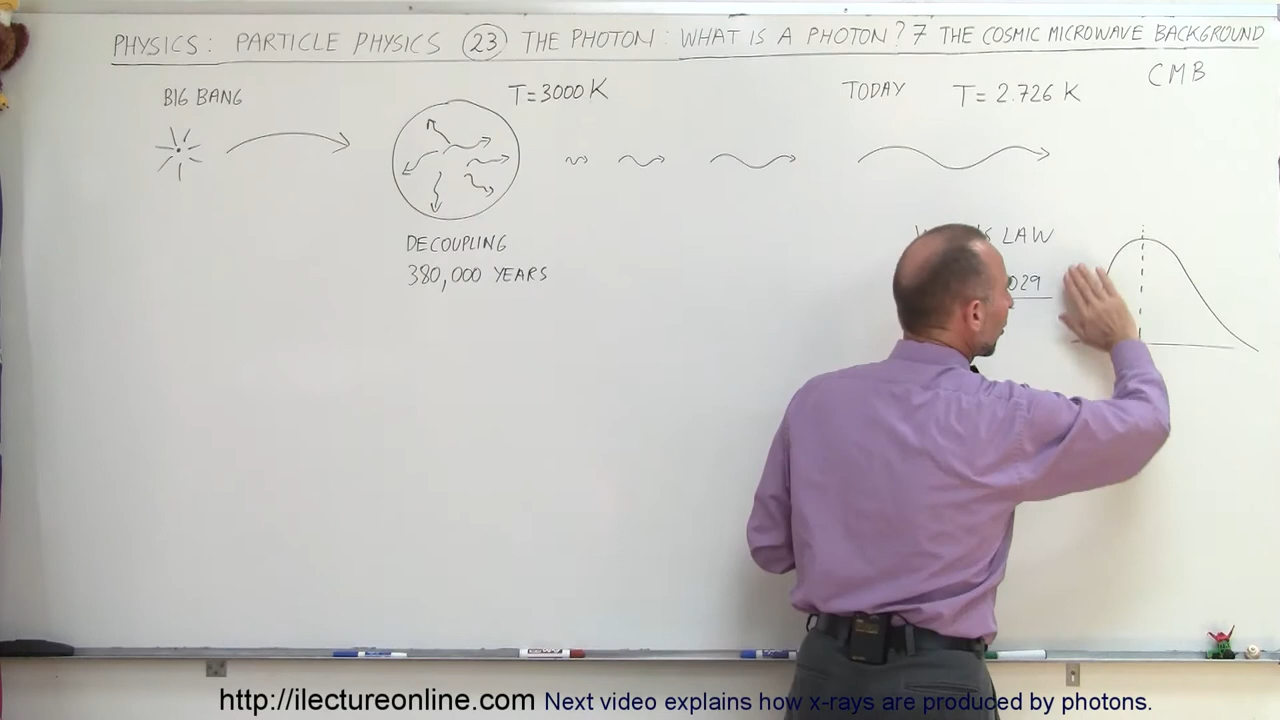 PHYSICS: PARTICLE PHYSICS 23 THE PHOTON: WHAT IS A PHOTON? 7 THE COSMIC MICROWAVE BACKGROUND
CMB
BIG BANG
T=3000K
TODAY
T= 2.726 K
DECOUPLING
380,000 YEARS
LAW
029
http://ilectureonline.com Next video explains how x-rays are produced by photons.